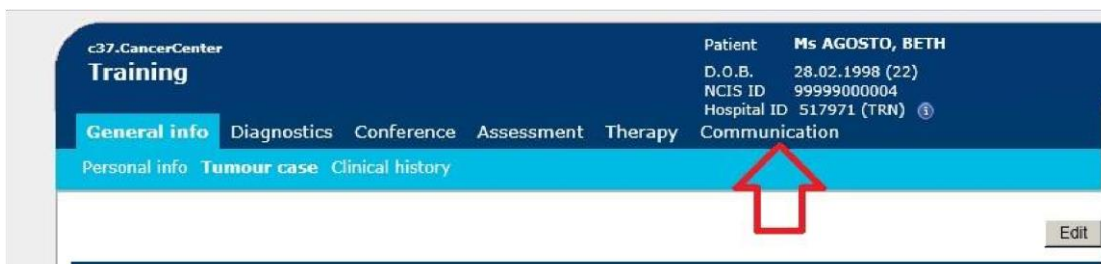 c37.CancerCenter
Training
Patient Ms AGOSTO, BETH
D.O.B. 28.02.1998 (22)
NCIS ID 99999000004
Hospital ID 517971 (TRN)
General info Diagnostics Conference Assessment Therapy Communication
Personal info Tumour case Clinical history
Edit